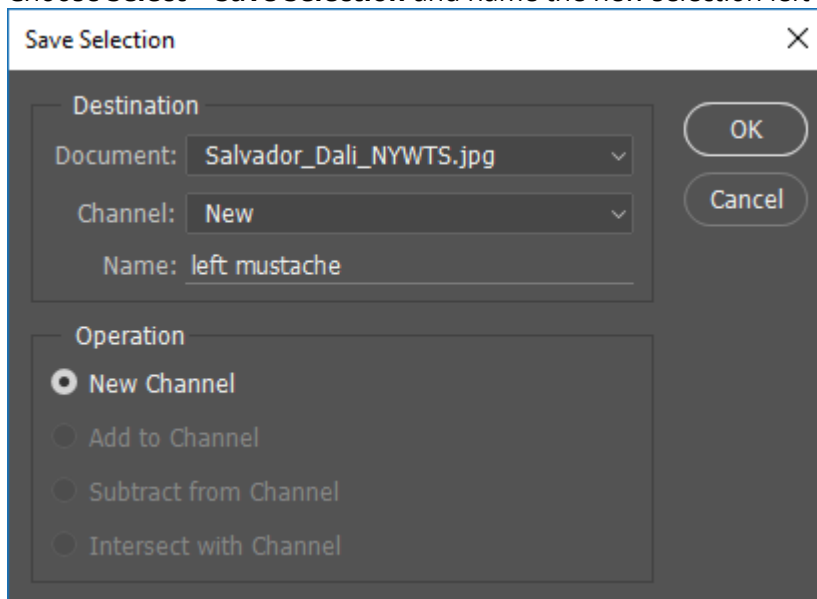 Save Selection
Destination
Document: Salvador_Dali_NYWTS.jpg
OK
Channel: New
Cancel
Name: left mustache
Operation
New Channel
Add to Channel
Subtract from Channel
Intersect with Channel